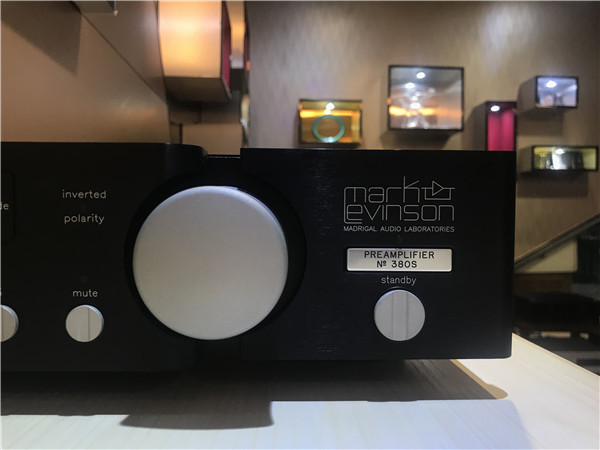 inverted
polarity
mute
mark
levinson
MADRIGAL AUDIO LABORATORIES
PREAMPLIFIER
Nº 380S
standby